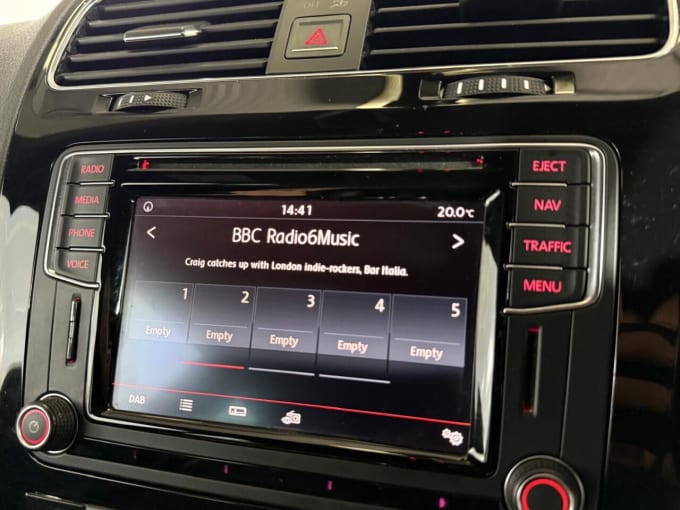 OFF
RADIO
MEDIA
PHONE
VOICE
EJECT
NAV
TRAFFIC
MENU
14:41
20.0°C
< BBC Radio6Music >
Craig catches up with London indie-rockers, Bar Italia.
1 2 3 4 5
Empty Empty Empty Empty Empty
DAB